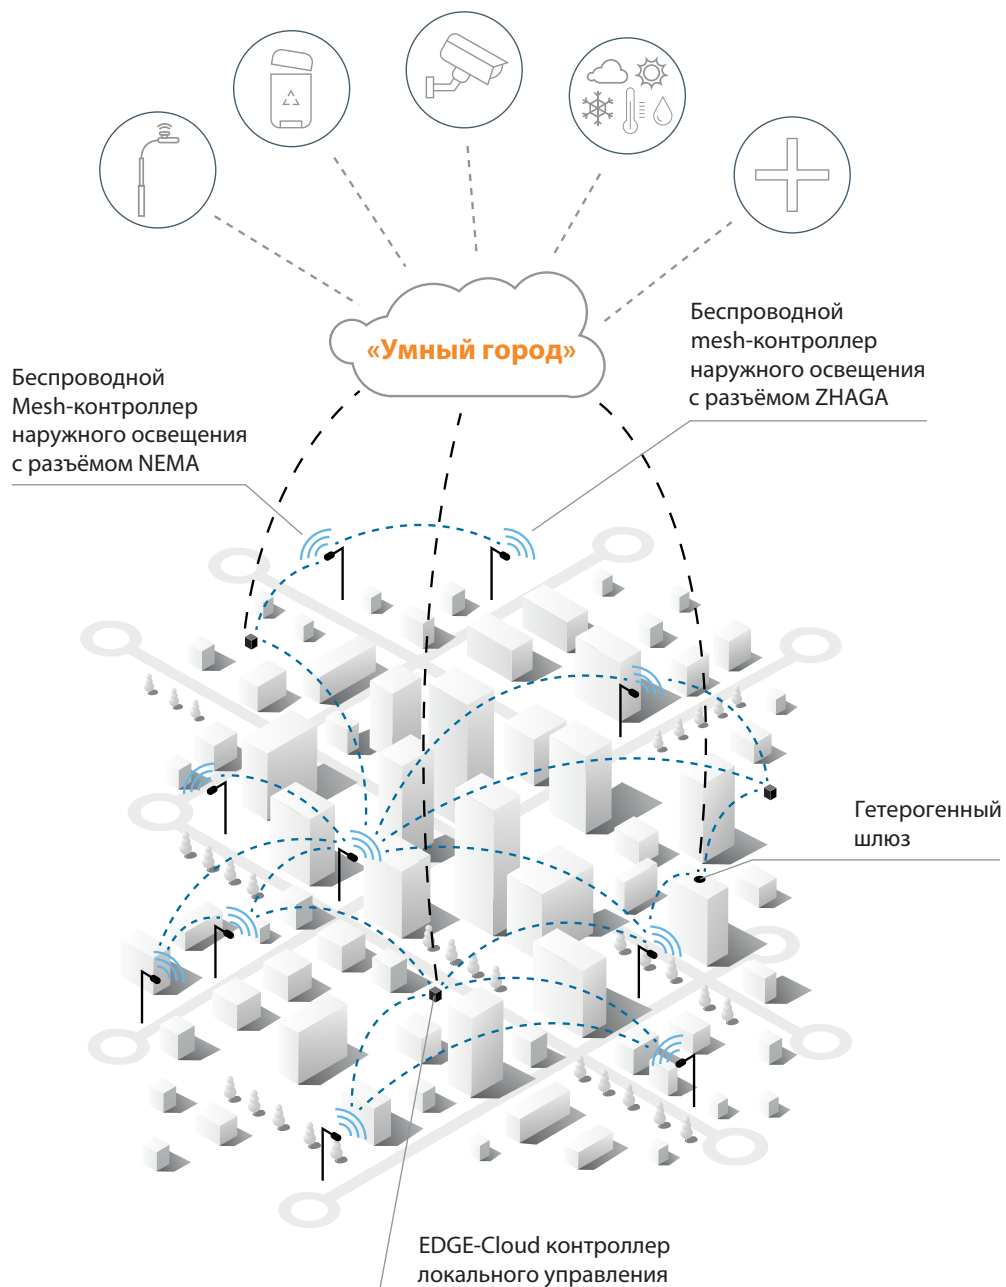 «Умный город»
Беспроводной
mesh-контроллер
наружного освещения
с разъёмом ZHAGA
Беспроводной
Mesh-контроллер
наружного освещения
с разъёмом NEMA
Гетерогенный
шлюз
EDGE-Cloud контроллер
локального управления